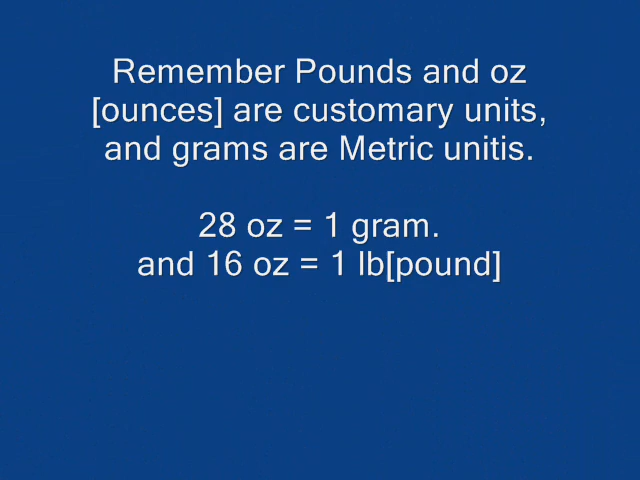 Remember Pounds and oz
[ounces] are customary units,
and grams are Metric unitis.
28 oz = 1 gram.
and 16 oz = 1 lb[pound]